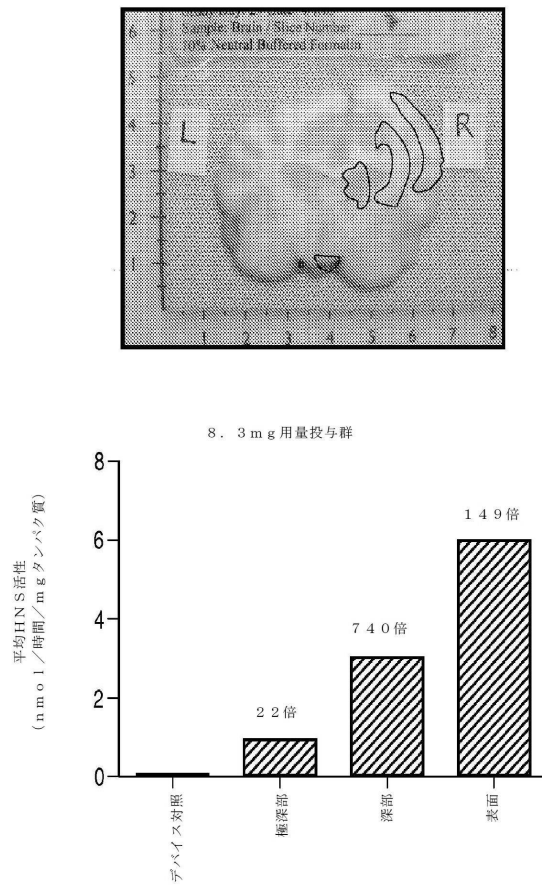 Sample: Brain / Slice Number
10% Neutral Buffered Formalin
6
5
4
3
2
1
L
R
1 2 3 4 5 6 7 8
8．3mg用量投与群
平均HNS活性
(nmol／時間／mgタンパク質)
8
6
4
2
0
22倍
740倍
149倍
デバイス対照
極深部
深部
表面